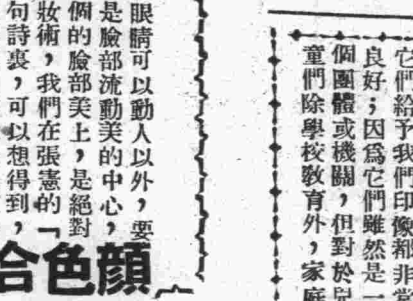 它們給予我們印像都非常
良好；因爲它們雖然是一
個團體或機關，但對於
童們除學校敎育外，家庭
眼睛可以動人以外，要
是臉部流動美的中心，
個的臉部美上，是絕對
妝術，我們在張憲的「
句詩裏，可以想得到，
顏色合